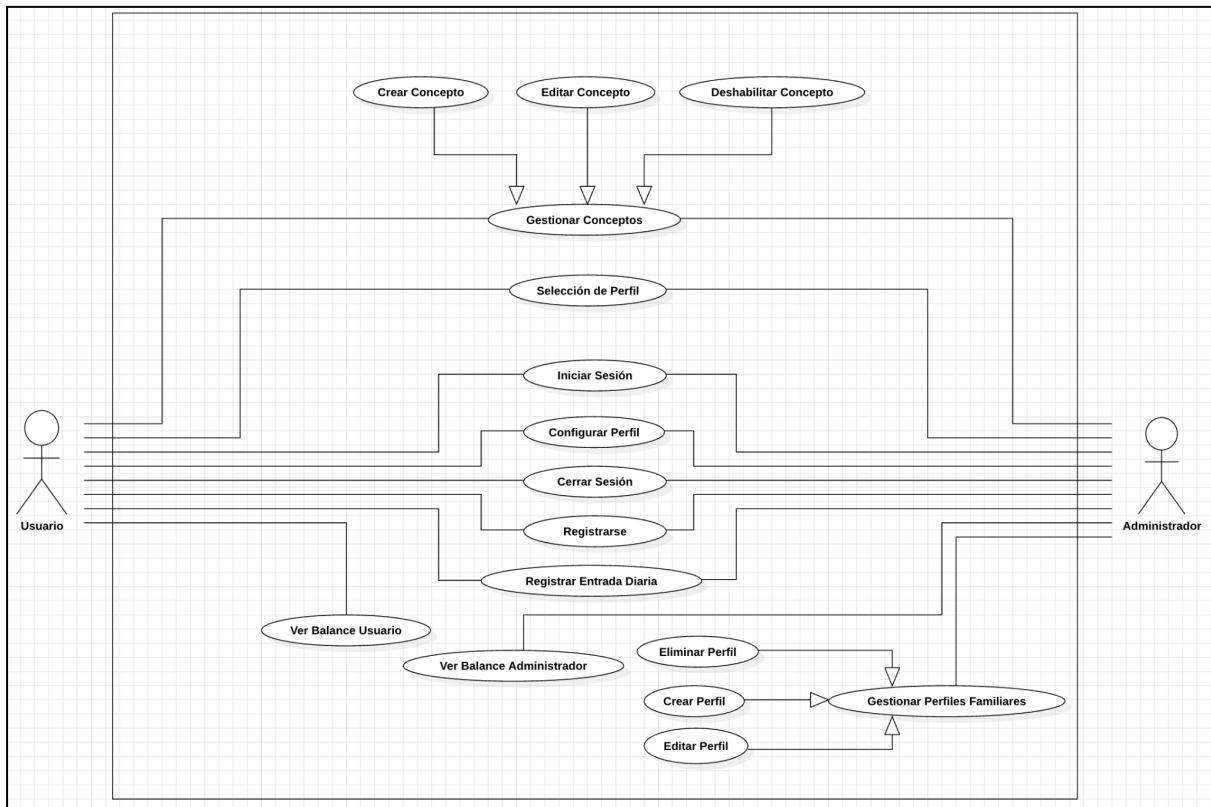 Crear Concepto
Editar Concepto
Deshabilitar Concepto
Gestionar Conceptos
Selección de Perfil
Iniciar Sesión
Configurar Perfil
Cerrar Sesión
Usuario
Administrador
Registrarse
Registrar Entrada Diaria
Ver Balance Usuario
Ver Balance Administrador
Eliminar Perfil
Crear Perfil
Gestionar Perfiles Familiares
Editar Perfil